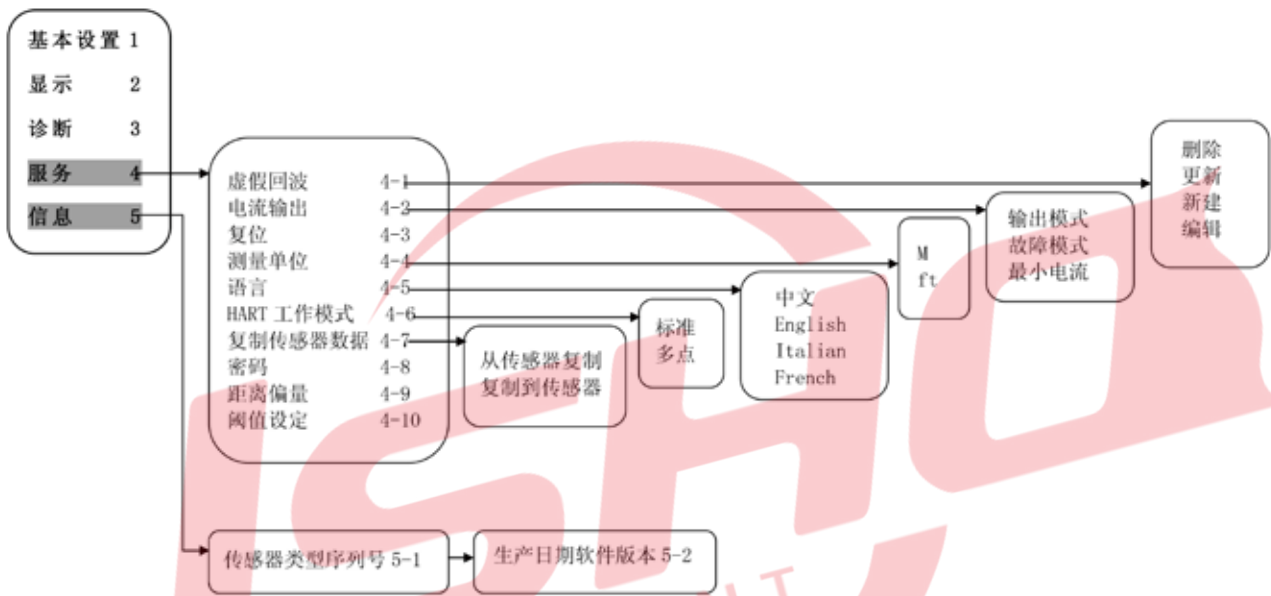 基本设置 1
显示 2
诊断 3
服务 4
信息 5
虚假回波 4-1
电流输出 4-2
复位 4-3
测量单位 4-4
语言 4-5
HART 工作模式 4-6
复制传感器数据 4-7
密码 4-8
距离偏量 4-9
阈值设定 4-10
从传感器复制
复制到传感器
标准
多点
中文
English
Italian
French
M
ft
输出模式
故障模式
最小电流
删除
更新
新建
编辑
传感器类型序列号 5-1
生产日期软件版本 5-2